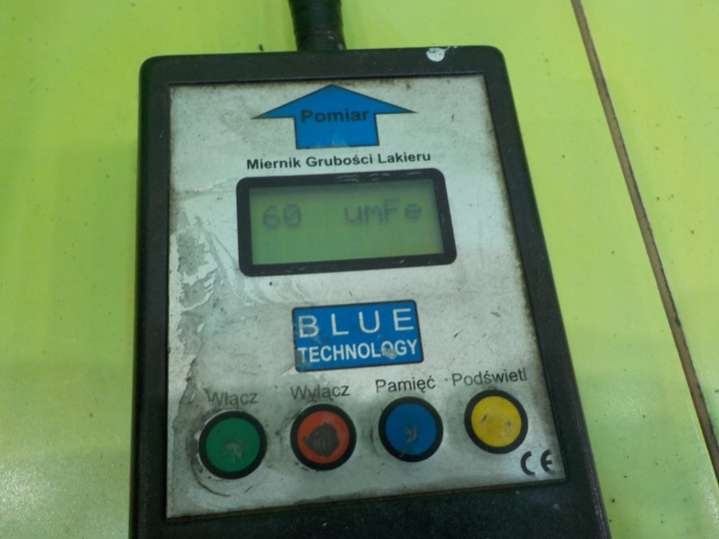 Pomiar
Miernik Grubości Lakieru
60 umFe
BLUE
TECHNOLOGY
Włącz Wyłącz Pamięć Podświetl
CE